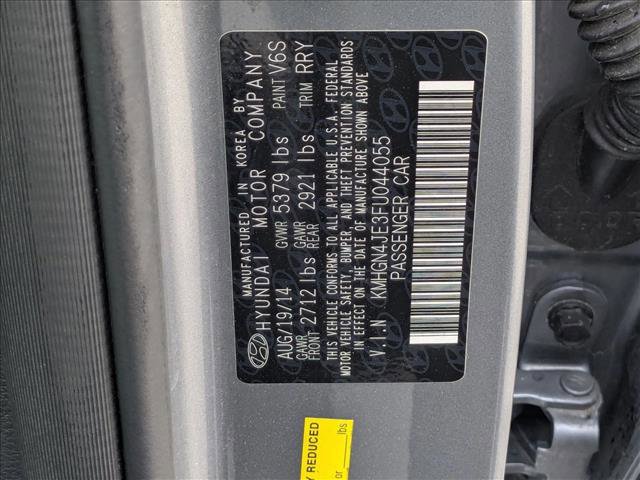 MANUFACTURED IN KOREA BY
HYUNDAI MOTOR COMPANY
AUG/19/14 GVWR 5379 lbs PAINT V6S
GAWR FRONT 2712 lbs GAWR REAR 2921 lbs TRIM RRY
THIS VEHICLE CONFORMS TO ALL APPLICABLE U.S.A. FEDERAL
MOTOR VEHICLE SAFETY, BUMPER, AND THEFT PREVENTION STANDARDS
IN EFFECT ON THE DATE OF MANUFACTURE SHOWN ABOVE
V.I.N KMHGN4JE3FU044055
PASSENGER CAR
Y REDUCED
or ____ lbs